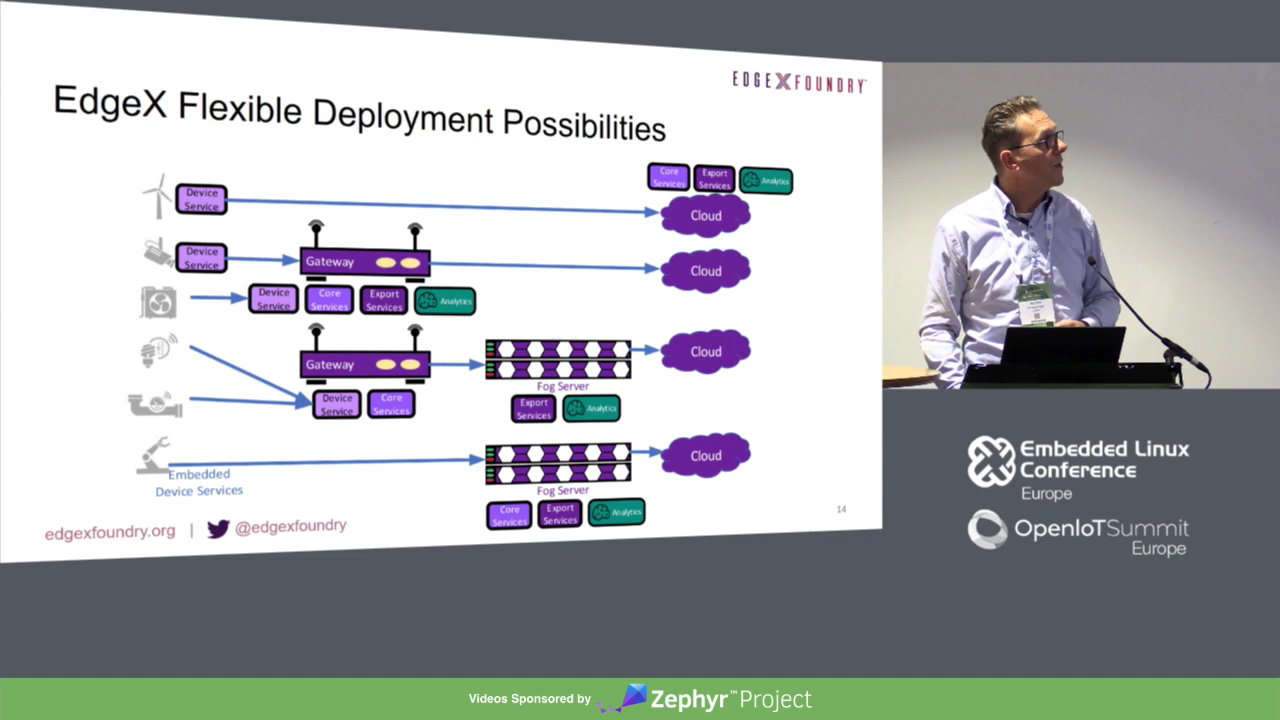 EDGE X FOUNDRY™
EdgeX Flexible Deployment Possibilities
Core
Services
Export
Services
Analytics
Device
Service
Cloud
Device
Service
Gateway
Cloud
Device
Service
Core
Services
Export
Services
Analytics
Gateway
Cloud
Fog Server
Device
Service
Core
Services
Export
Services
Analytics
Cloud
Embedded
Device Services
Fog Server
Core
Services
Export
Services
Analytics
14
edgexfoundry.org | @edgexfoundry
Embedded Linux
Conference
Europe
OpenIoTSummit
Europe
Videos Sponsored by Zephyr™Project